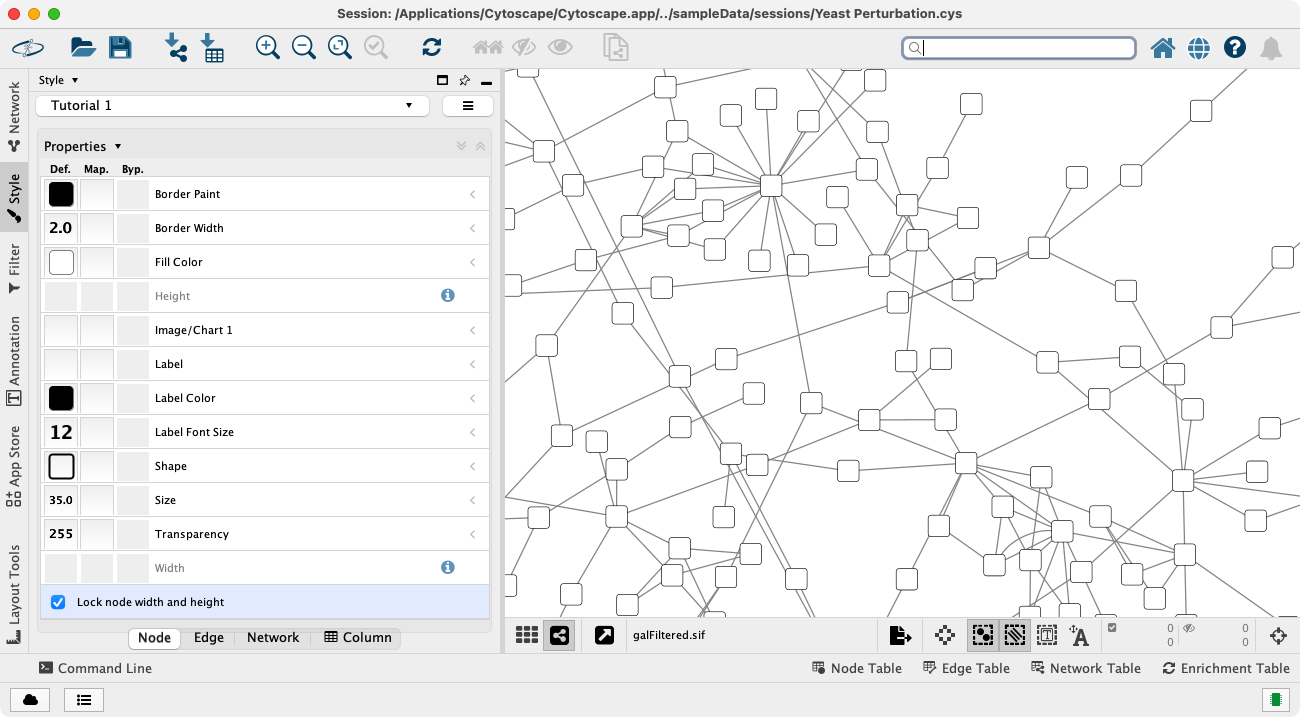 Session: /Applications/Cytoscape/Cytoscape.app/../sampleData/sessions/Yeast Perturbation.cys
Network
Style
Filter
Annotation
App Store
Layout Tools
Style
Tutorial 1
Properties
Def. Map. Byp.
Border Paint
2.0 Border Width
Fill Color
Height
Image/Chart 1
Label
Label Color
12 Label Font Size
Shape
35.0 Size
255 Transparency
Width
Lock node width and height
Node Edge Network Column
galFiltered.sif
0 0
0 0
Command Line
Node Table Edge Table Network Table Enrichment Table